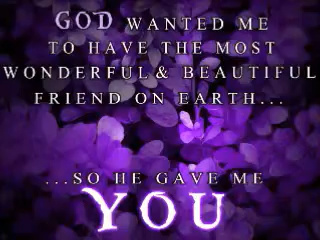 GOD WANTED ME
TO HAVE THE MOST
WONDERFUL & BEAUTIFUL
FRIEND ON EARTH...
...SO HE GAVE ME
YOU